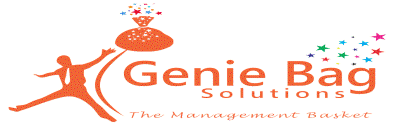 Genie Bag
Solutions
The Management Basket